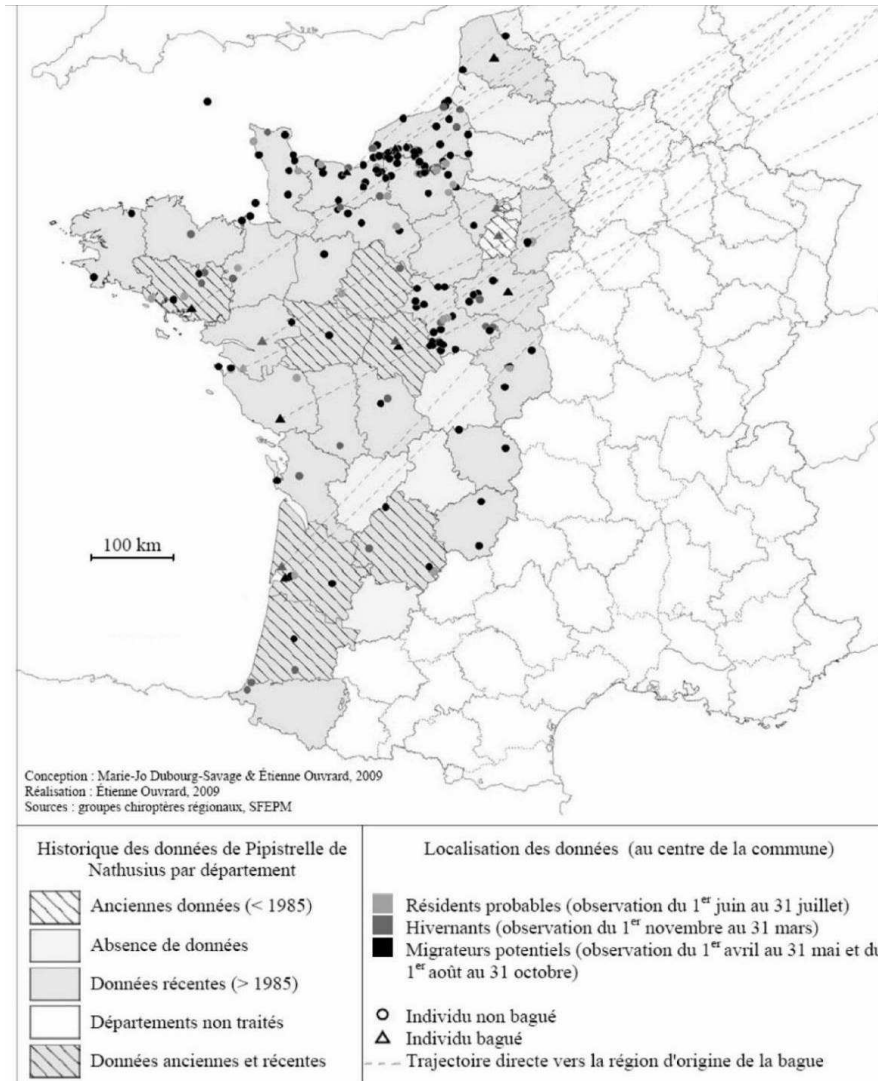 100 km
Conception : Marie-Jo Dubourg-Savage & Étienne Ouvrard, 2009
Réalisation : Étienne Ouvrard, 2009
Sources : groupes chiroptères régionaux, SFEPM
Historique des données de Pipistrelle de
Nathusius par département
Anciennes données (< 1985)
Absence de données
Données récentes (> 1985)
Départements non traités
Données anciennes et récentes
Localisation des données (au centre de la commune)
Résidents probables (observation du 1er juin au 31 juillet)
Hivernants (observation du 1er novembre au 31 mars)
Migrateurs potentiels (observation du 1er avril au 31 mai et du
1er août au 31 octobre)
Individu non bagué
Individu bagué
Trajectoire directe vers la région d'origine de la bague